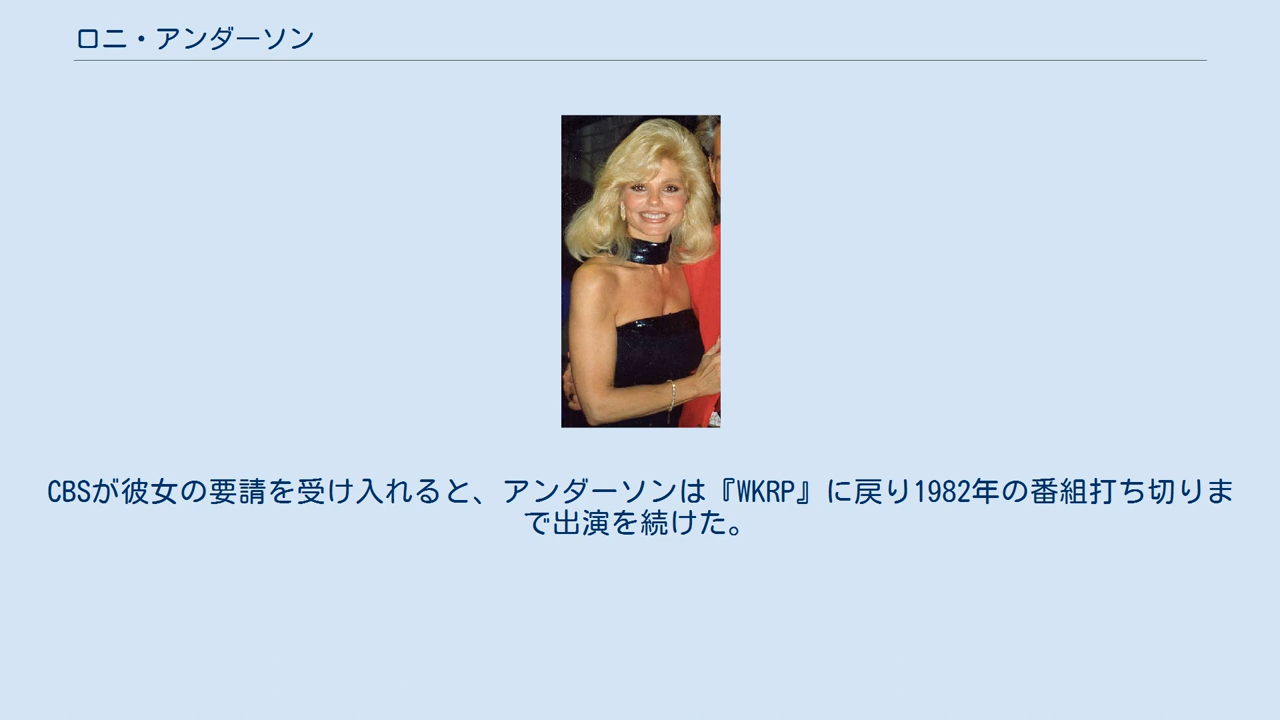 ロニ・アンダーソン
CBSが彼女の要請を受け入れると、アンダーソンは『WKRP』に戻り1982年の番組打ち切りま
で出演を続けた。